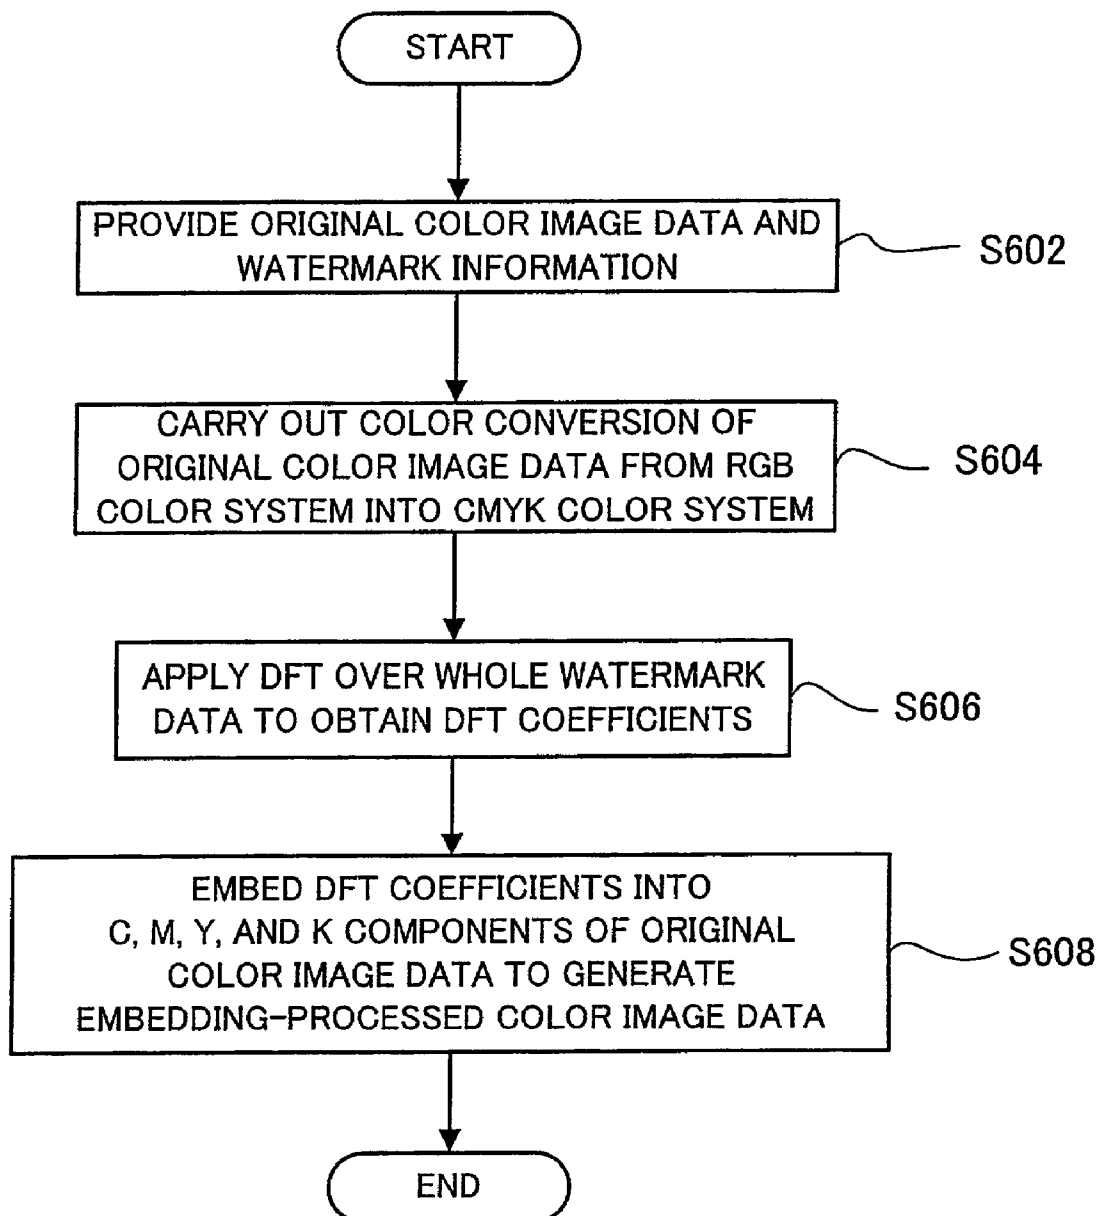 START
PROVIDE ORIGINAL COLOR IMAGE DATA AND
WATERMARK INFORMATION
S602
CARRY OUT COLOR CONVERSION OF
ORIGINAL COLOR IMAGE DATA FROM RGB
COLOR SYSTEM INTO CMYK COLOR SYSTEM
S604
APPLY DFT OVER WHOLE WATERMARK
DATA TO OBTAIN DFT COEFFICIENTS
S606
EMBED DFT COEFFICIENTS INTO
C, M, Y, AND K COMPONENTS OF ORIGINAL
COLOR IMAGE DATA TO GENERATE
EMBEDDING-PROCESSED COLOR IMAGE DATA
S608
END